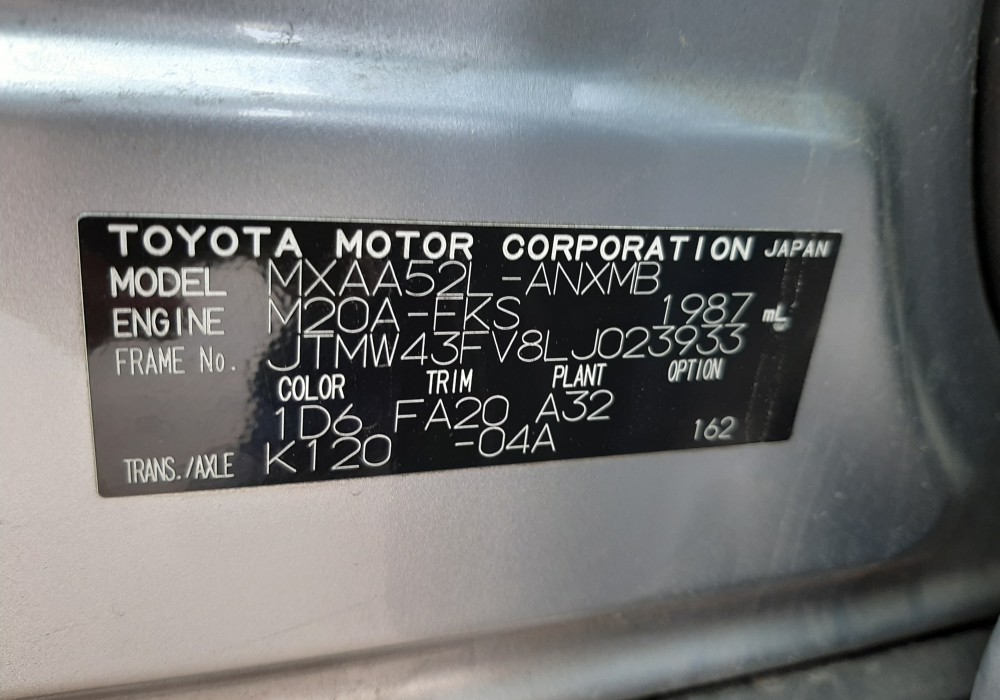 TOYOTA MOTOR CORPORATION JAPAN
MODEL MXAA52L-ANXMB
ENGINE M20A-FKS 1987 mL
FRAME No. JTMW43FV8LJ023933
COLOR TRIM PLANT OPTION
1D6 FA20 A32
TRANS./AXLE K120 -04A 162